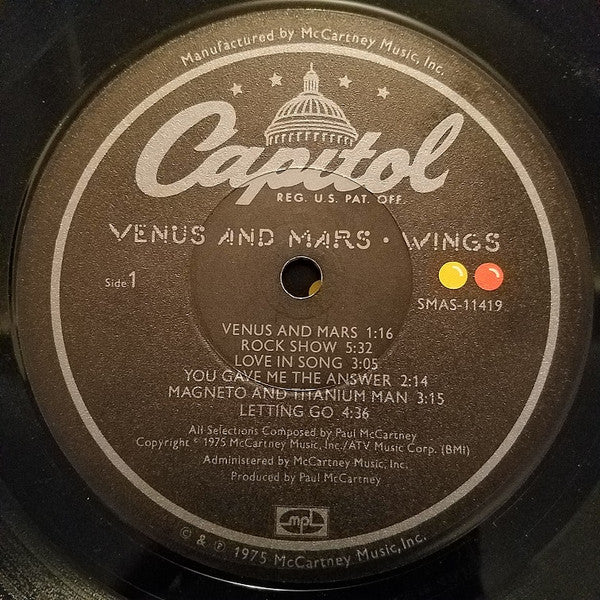 Manufactured by McCartney Music, Inc.
Capitol
REG. U.S. PAT. OFF.
VENUS AND MARS • WINGS
Side 1
SMAS-11419
VENUS AND MARS 1:16
ROCK SHOW 5:32
LOVE IN SONG 3:05
YOU GAVE ME THE ANSWER 2:14
MAGNETO AND TITANIUM MAN 3:15
LETTING GO 4:36
All Selections Composed by Paul McCartney
Copyright © 1975 McCartney Music, Inc./ATV Music Corp. (BMI)
Administered by McCartney Music, Inc.
Produced by Paul McCartney
mpl
© & ℗ 1975 McCartney Music, Inc.